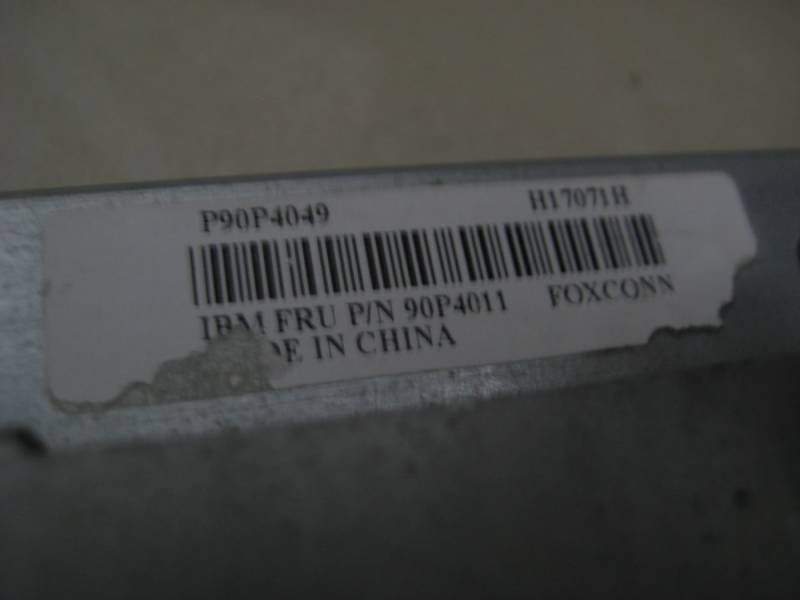 P90P4049 H17071H
IBM FRU P/N 90P4011 FOXCONN
DE IN CHINA